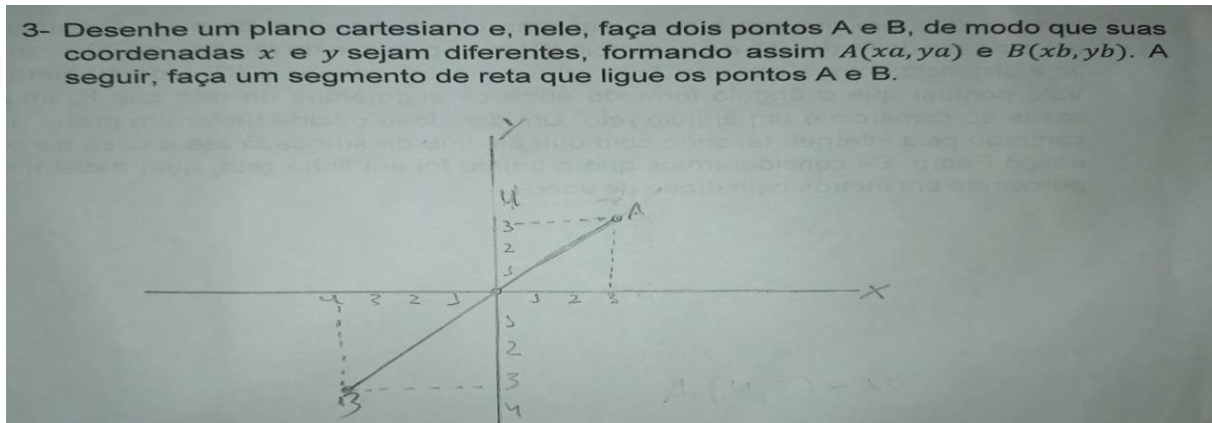 3- Desenhe um plano cartesiano e, nele, faça dois pontos A e B, de modo que suas
coordenadas x e y sejam diferentes, formando assim A(xa, ya) e B(xb, yb). A
seguir, faça um segmento de reta que ligue os pontos A e B.
Y
4
3 A
2
1
4 3 2 1 1 2 3 X
1
2
3
B
4